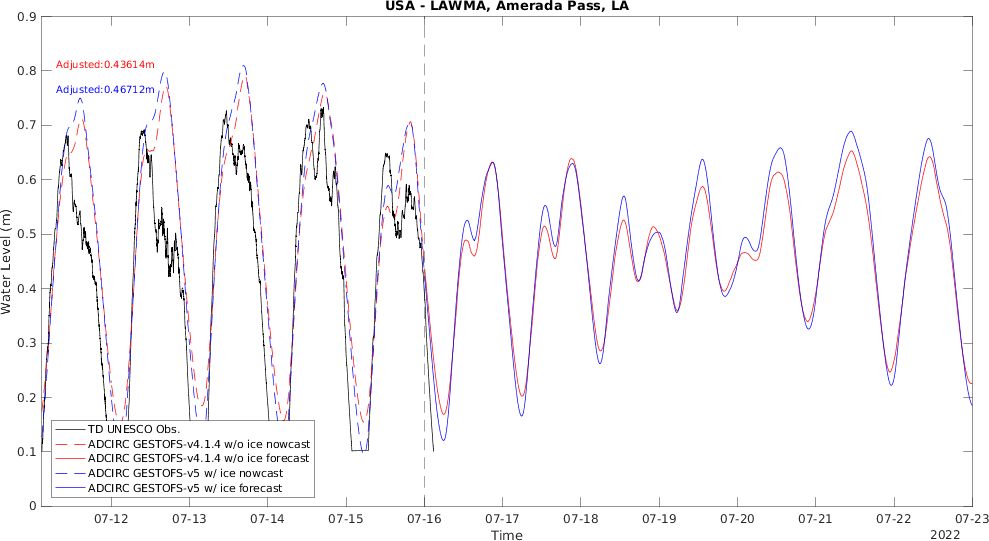 USA - LAWMA, Amerada Pass, LA
0.9
0.8
0.7
0.6
0.5
0.4
0.3
0.2
0.1
0
Water Level (m)
Adjusted:0.43614m
Adjusted:0.46712m
TD UNESCO Obs.
ADCIRC GESTOFS-v4.1.4 w/o ice nowcast
ADCIRC GESTOFS-v4.1.4 w/o ice forecast
ADCIRC GESTOFS-v5 w/ ice nowcast
ADCIRC GESTOFS-v5 w/ ice forecast
07-12 07-13 07-14 07-15 07-16 07-17 07-18 07-19 07-20 07-21 07-22 07-23
Time
2022